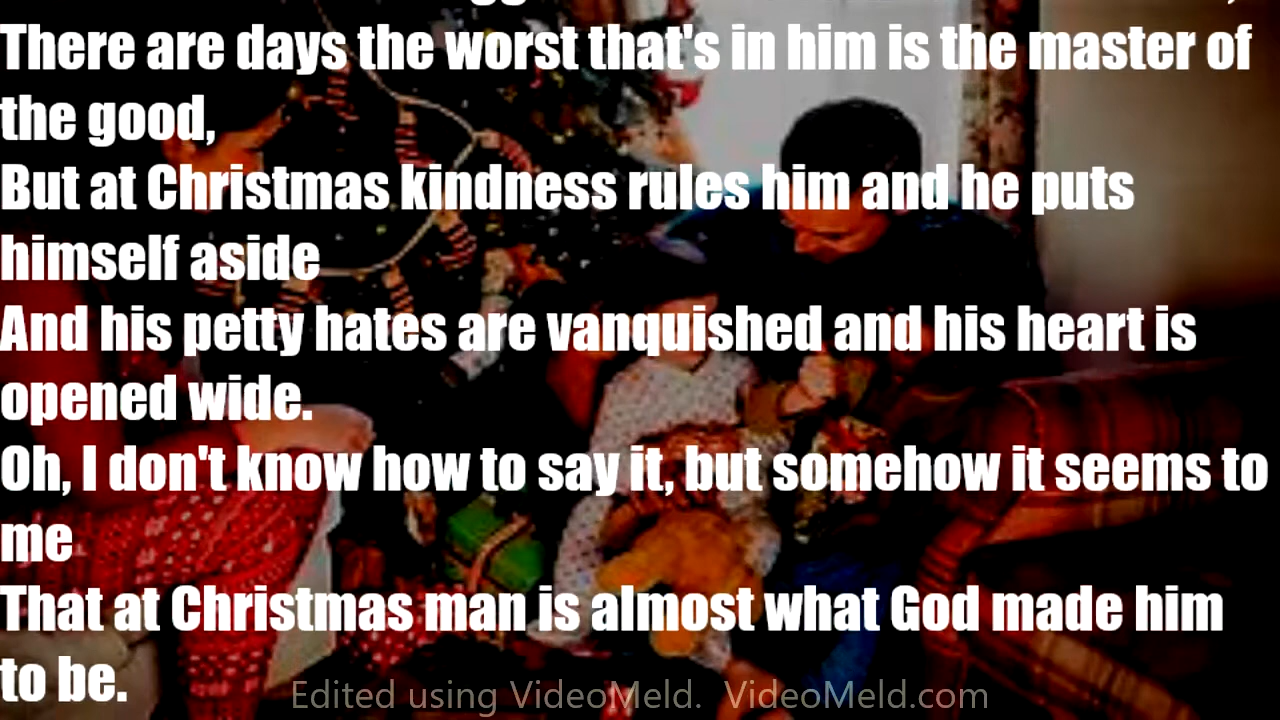 There are days the worst that's in him is the master of
the good,
But at Christmas kindness rules him and he puts
himself aside
And his petty hates are vanquished and his heart is
opened wide.
Oh, I don't know how to say it, but somehow it seems to
me
That at Christmas man is almost what God made him
to be.
Edited using VideoMeld. VideoMeld.com